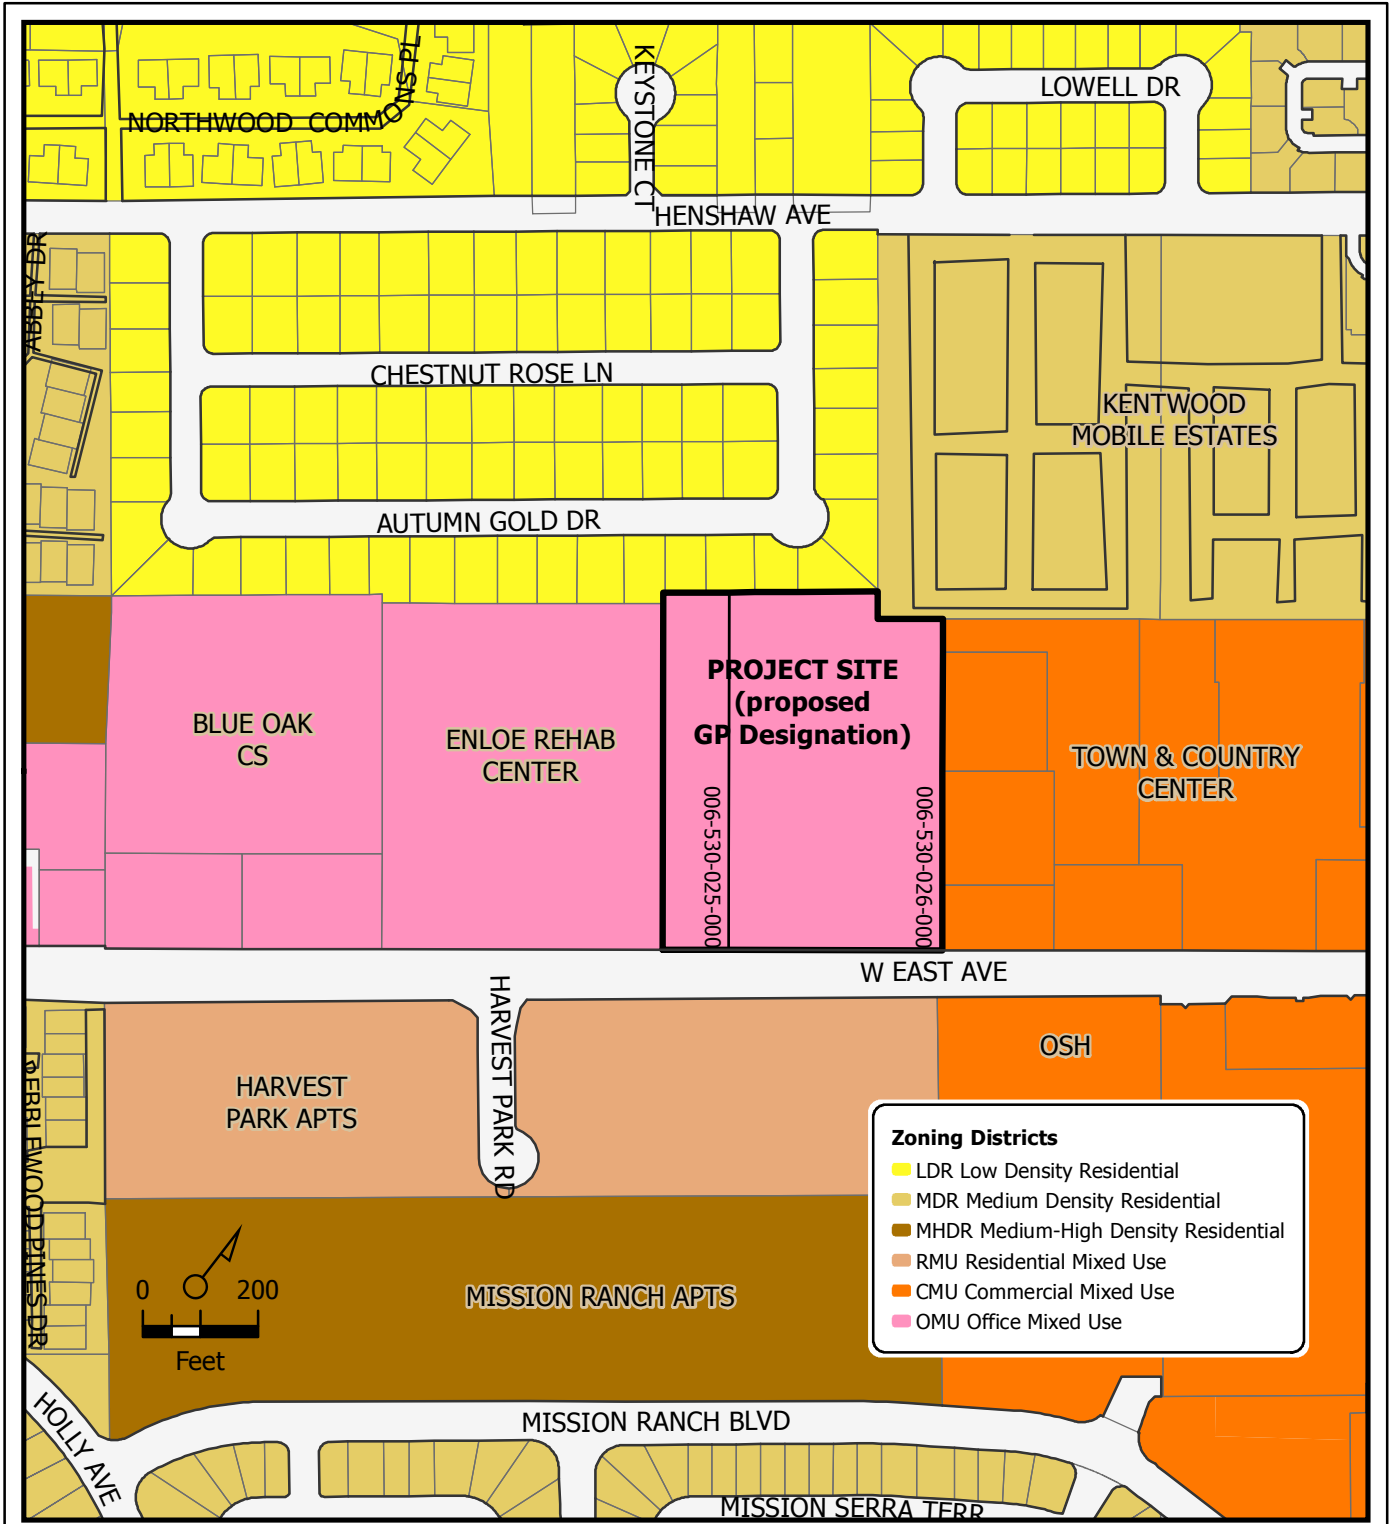 KEYSTONE CT
LOWELL DR
NORTHWOOD COMMONS PL
HENSHAW AVE
ABBEY DR
CHESTNUT ROSE LN
KENTWOOD
MOBILE ESTATES
AUTUMN GOLD DR
PROJECT SITE
(proposed
GP Designation)
BLUE OAK
CS
ENLOE REHAB
CENTER
TOWN & COUNTRY
CENTER
006-530-025-000
006-530-026-000
W EAST AVE
HARVEST PARK RD
OSH
HARVEST
PARK APTS
PEBBLEWOOD PINES DR
Zoning Districts
LDR Low Density Residential
MDR Medium Density Residential
MHDR Medium-High Density Residential
RMU Residential Mixed Use
CMU Commercial Mixed Use
OMU Office Mixed Use
0 200
Feet
MISSION RANCH APTS
HOLLY AVE
MISSION RANCH BLVD
MISSION SERRA TERR